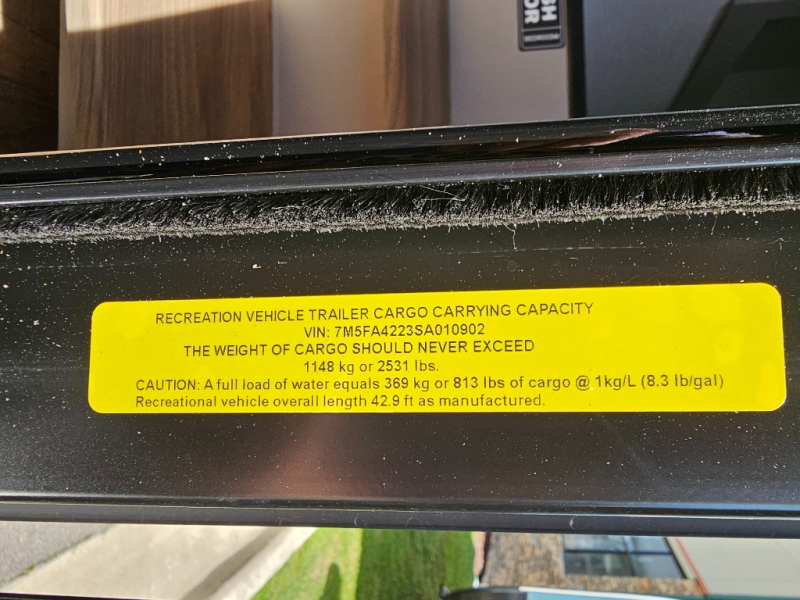 RECREATION VEHICLE TRAILER CARGO CARRYING CAPACITY
VIN: 7M5FA4223SA010902
THE WEIGHT OF CARGO SHOULD NEVER EXCEED
1148 kg or 2531 lbs.
CAUTION: A full load of water equals 369 kg or 813 lbs of cargo @ 1kg/L (8.3 lb/gal)
Recreational vehicle overall length 42.9 ft as manufactured.